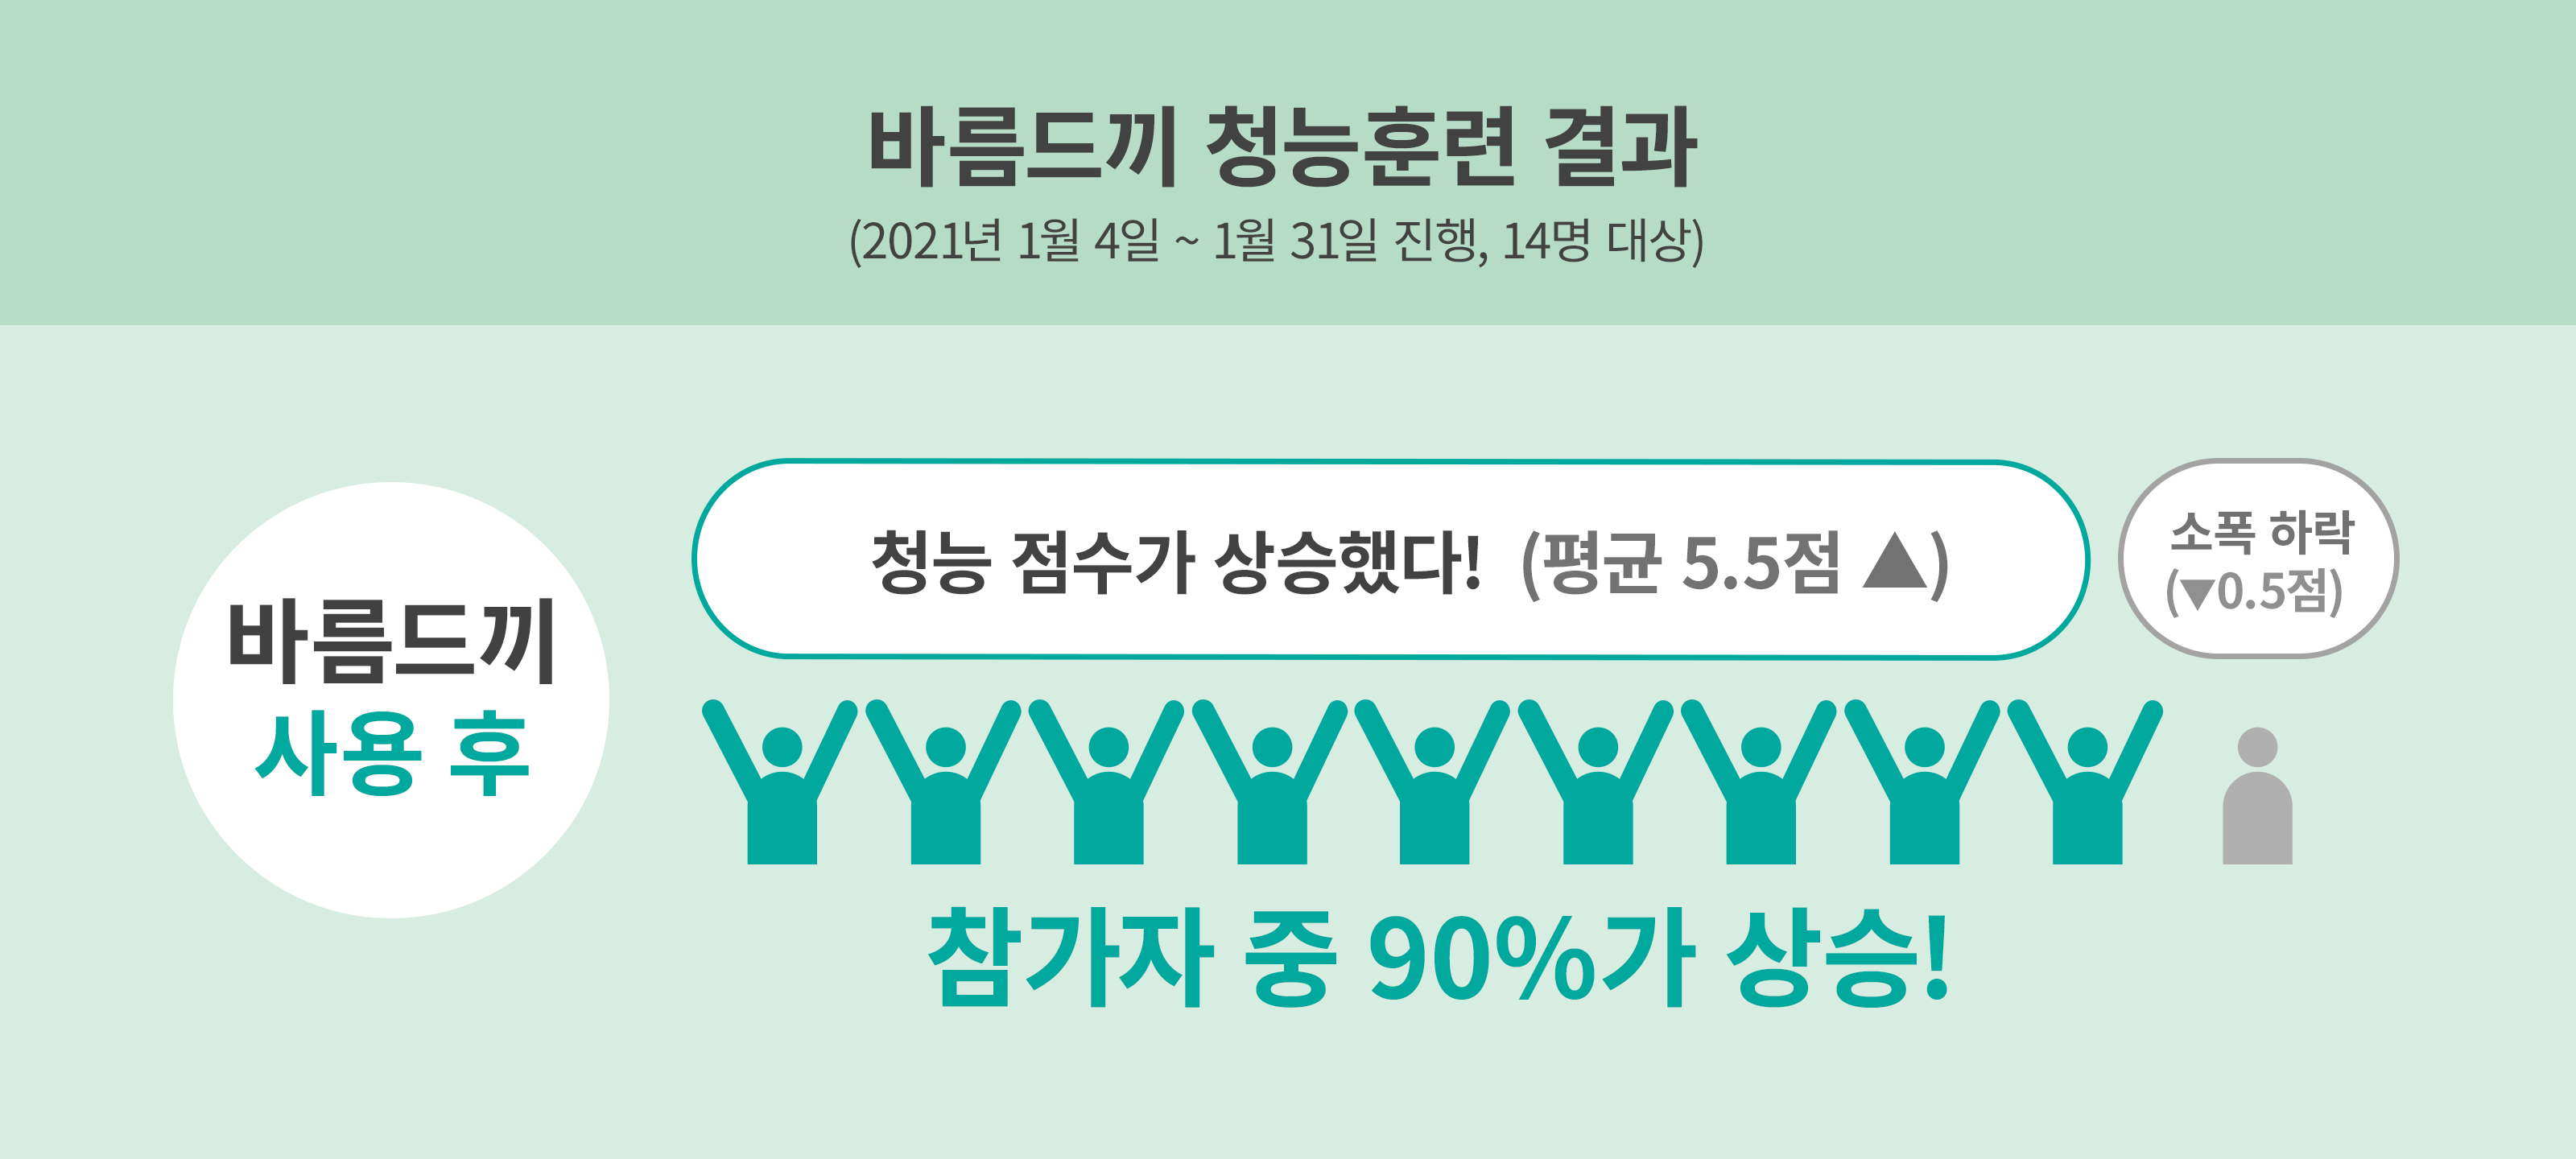 바름드끼 청능훈련 결과
(2021년 1월 4일 ~ 1월 31일 진행, 14명 대상)
바름드끼
사용 후
청능 점수가 상승했다! (평균 5.5점 ▲)
소폭 하락
(▼0.5점)
참가자 중 90%가 상승!